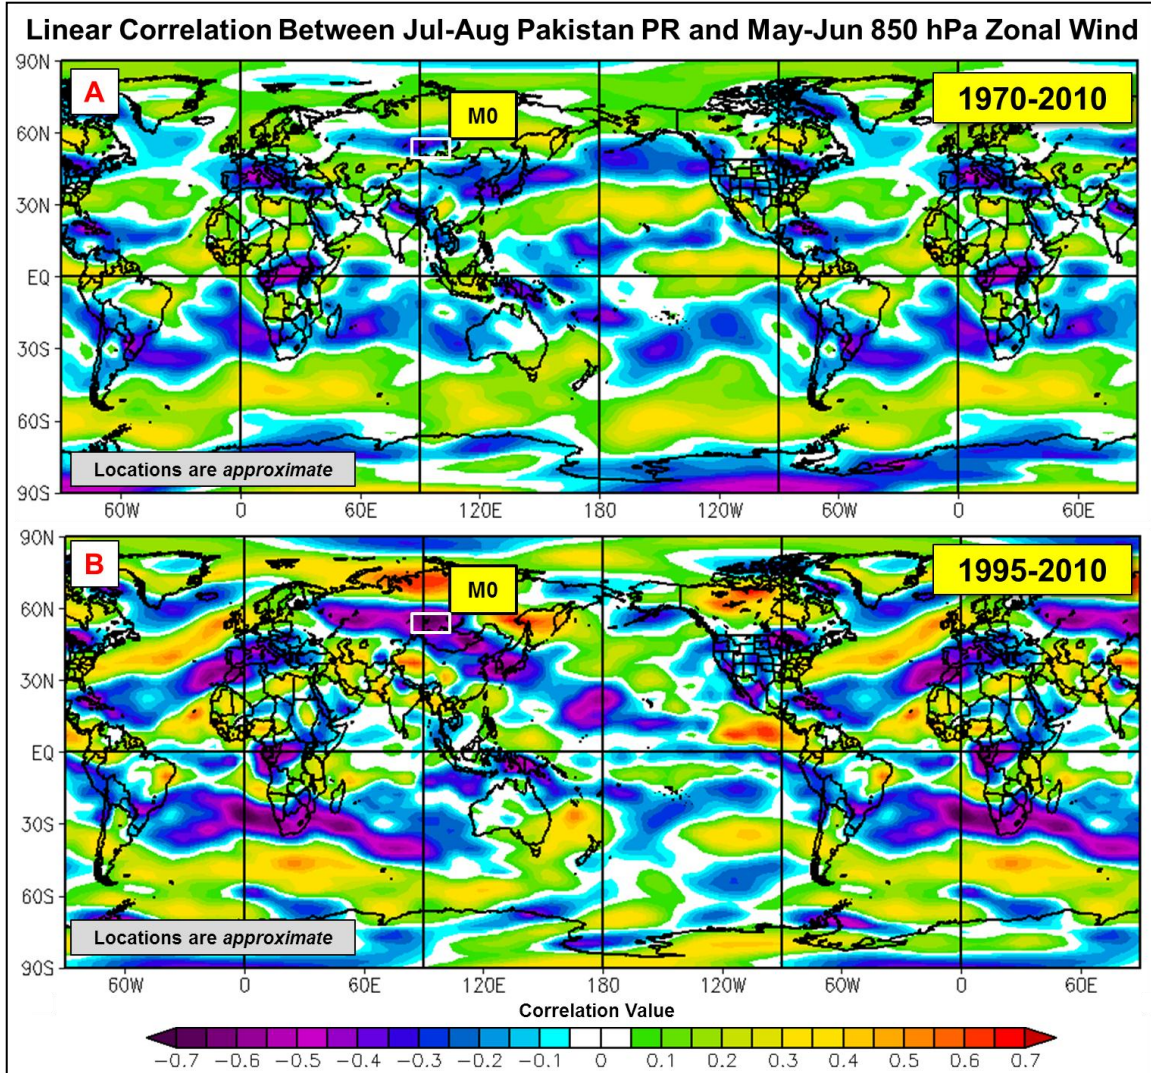 Linear Correlation Between Jul-Aug Pakistan PR and May-Jun 850 hPa Zonal Wind
90N
A
M0
1970-2010
60N
30N
EQ
30S
60S
Locations are approximate
90S
60W 0 60E 120E 180 120W 60W 0 60E
90N
B
M0
1995-2010
60N
30N
EQ
30S
60S
Locations are approximate
90S
60W 0 60E 120E 180 120W 60W 0 60E
Correlation Value
-0.7 -0.6 -0.5 -0.4 -0.3 -0.2 -0.1 0 0.1 0.2 0.3 0.4 0.5 0.6 0.7